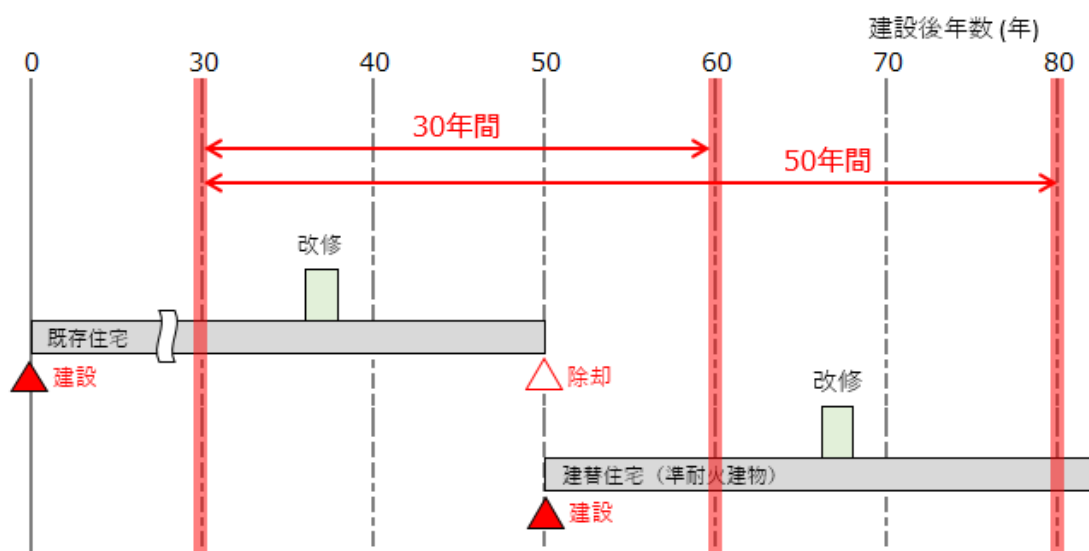 建設後年数 (年)
0 30 40 50 60 70 80
30年間
50年間
改修
既存住宅
建設
除却
改修
建替住宅（準耐火建物）
建設